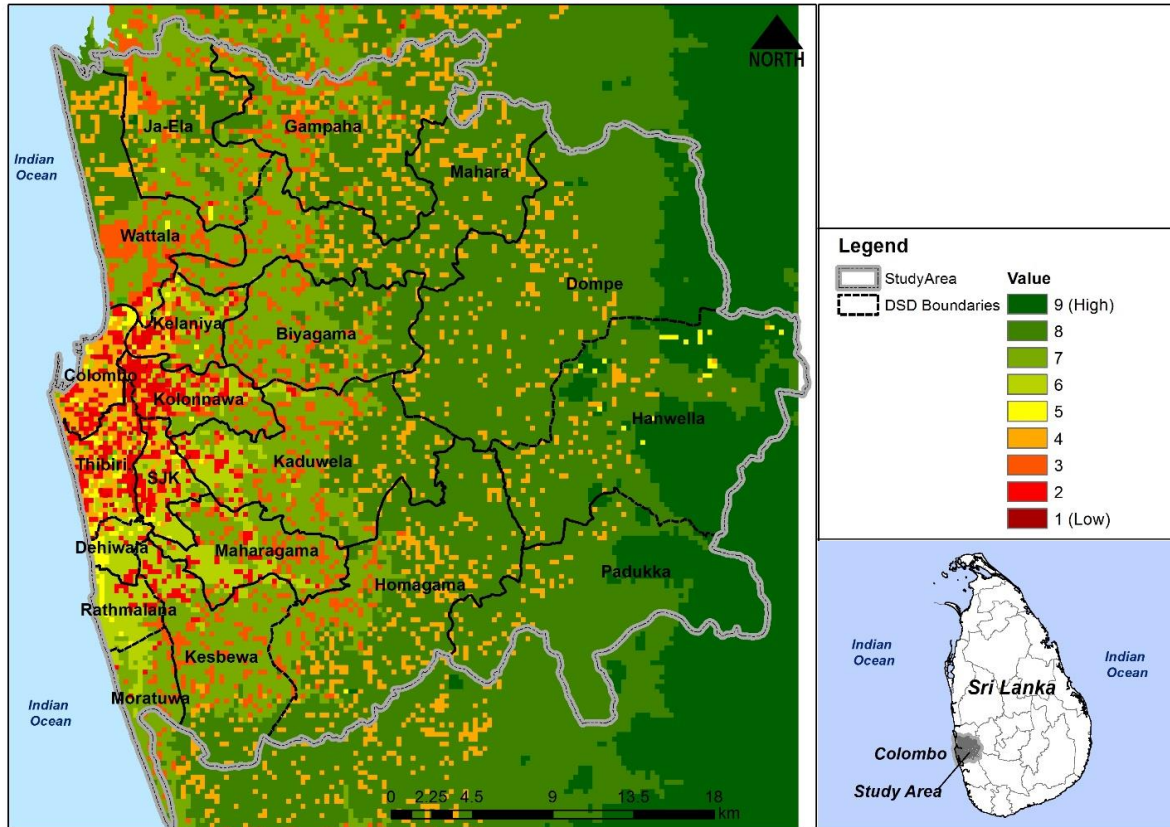 NORTH
Ja-Ela
Gampaha
Indian
Ocean
Mahara
Wattala
Dompe
Kelaniya
Biyagama
Colombo
Kolonnawa
Hanwella
Thibiri
SJK
Kaduwela
Dehiwala
Maharagama
Homagama
Padukka
Rathmalana
Kesbewa
Moratuwa
Indian
Ocean
0 2.25 4.5 9 13.5 18
km
Legend
StudyArea
DSD Boundaries
Value
9 (High)
8
7
6
5
4
3
2
1 (Low)
Indian
Ocean
Indian
Ocean
Sri Lanka
Colombo
Study Area